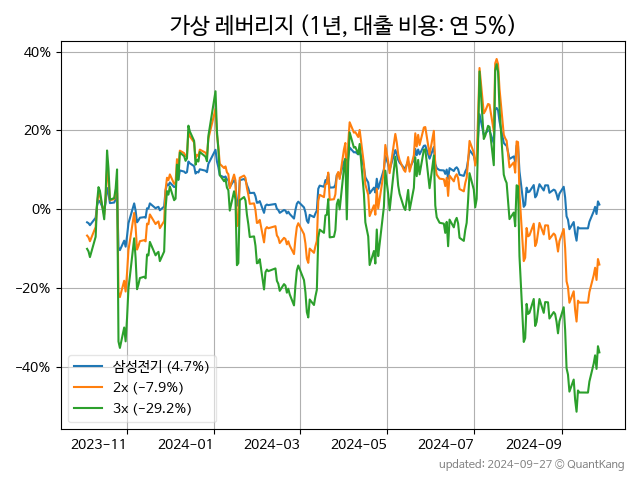 가상 레버리지 (1년, 대출 비용: 연 5%)
40%
20%
0%
−20%
−40%
삼성전기 (4.7%)
2x (−7.9%)
3x (−29.2%)
2023-11
2024-01
2024-03
2024-05
2024-07
2024-09
updated: 2024-09-27 © QuantKang